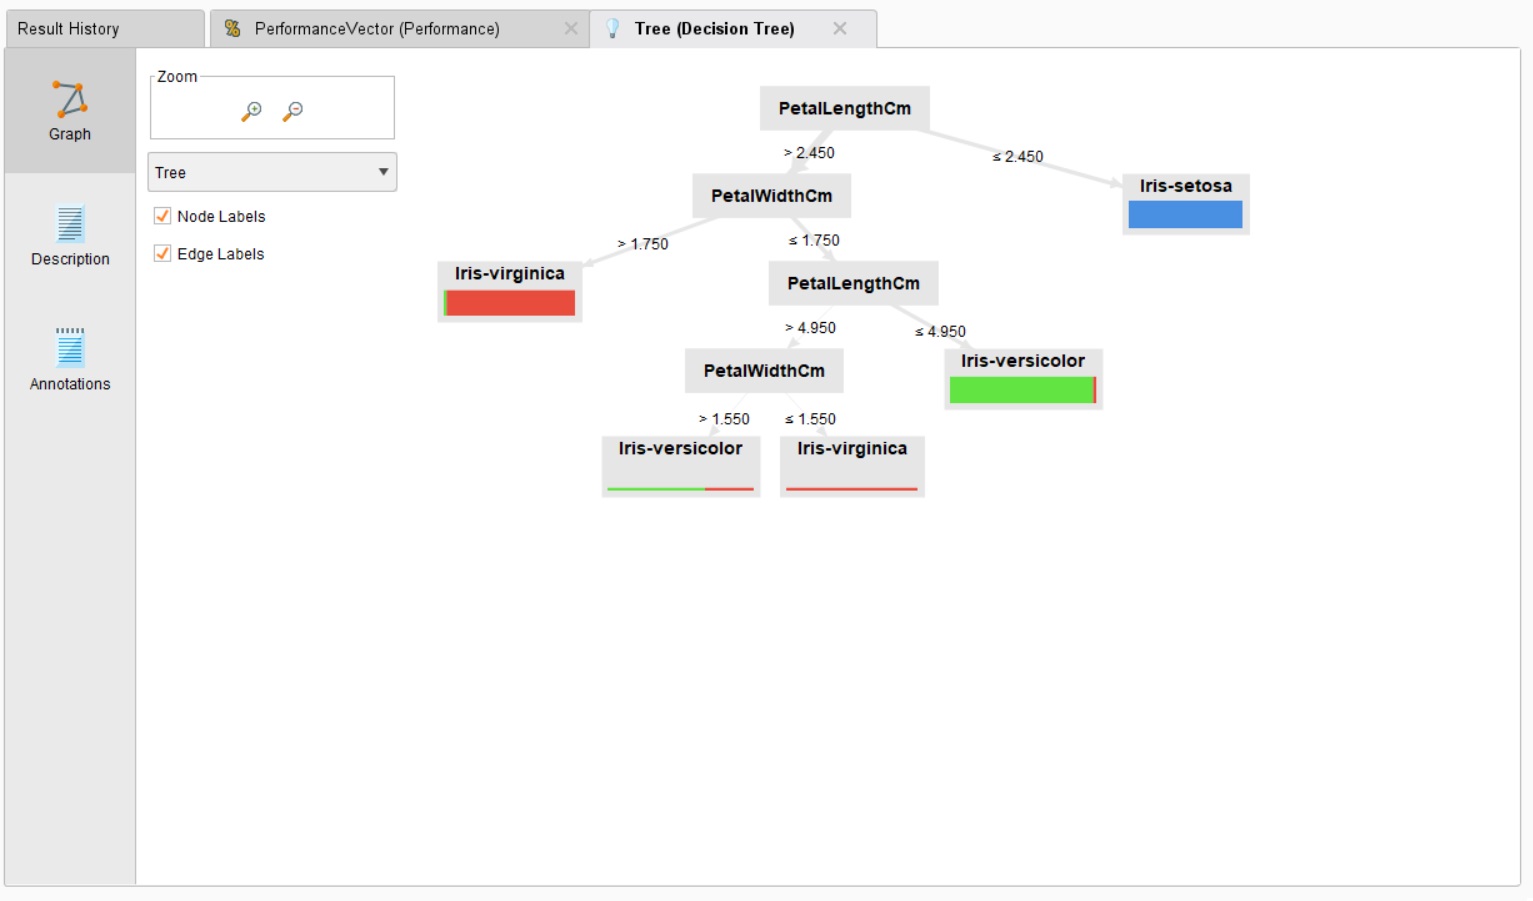 Result History
PerformanceVector (Performance)
Tree (Decision Tree)
Graph
Description
Annotations
Zoom
Tree
Node Labels
Edge Labels
PetalLengthCm
> 2.450
≤ 2.450
PetalWidthCm
Iris-setosa
> 1.750
≤ 1.750
Iris-virginica
PetalLengthCm
> 4.950
≤ 4.950
PetalWidthCm
Iris-versicolor
> 1.550
≤ 1.550
Iris-versicolor
Iris-virginica